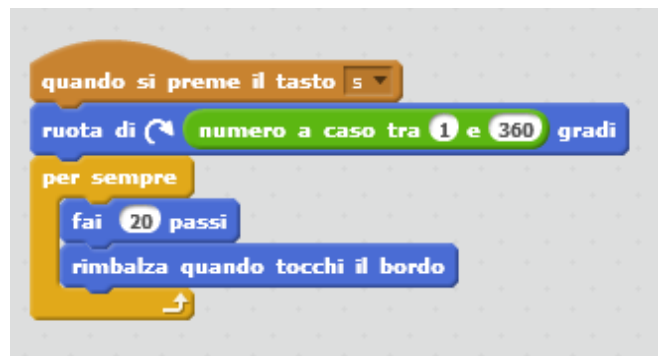 quando si preme il tasto s
ruota di numero a caso tra 1 e 360 gradi
per sempre
fai 20 passi
rimbalza quando tocchi il bordo